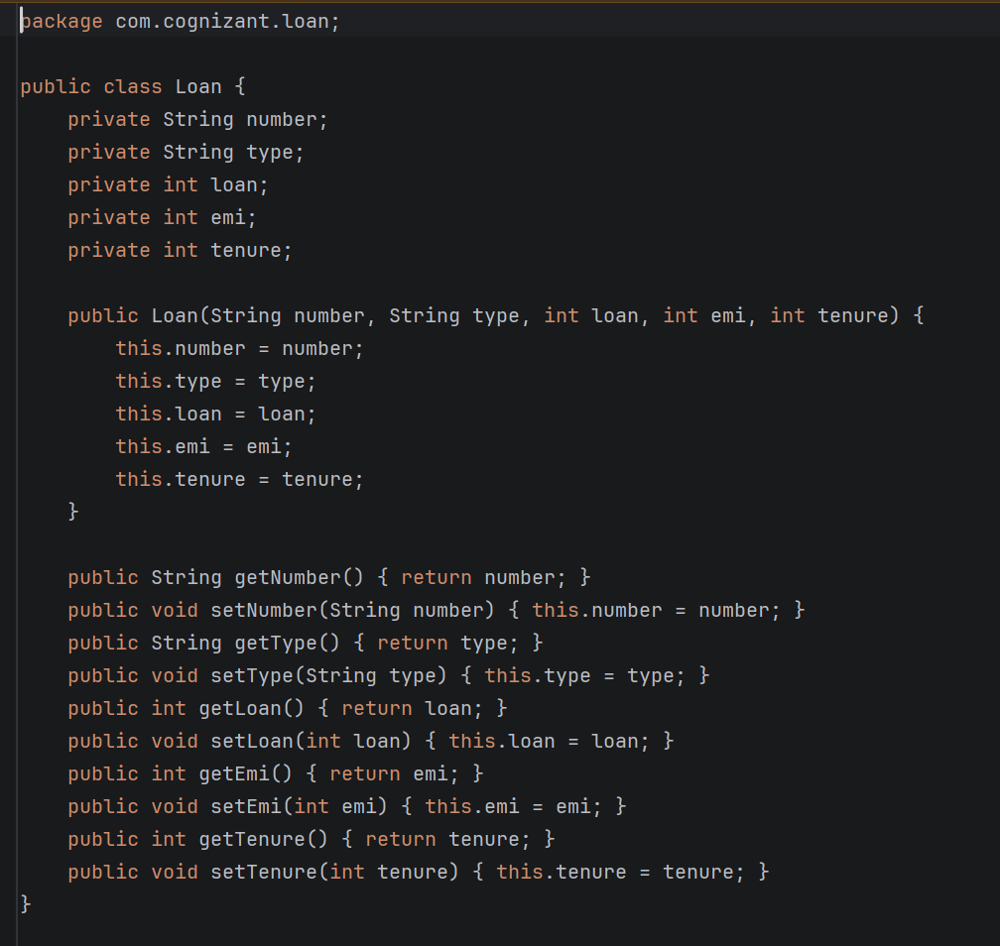 package com.cognizant.loan;
public class Loan {
private String number;
private String type;
private int loan;
private int emi;
private int tenure;
public Loan(String number, String type, int loan, int emi, int tenure) {
this.number = number;
this.type = type;
this.loan = loan;
this.emi = emi;
this.tenure = tenure;
}
public String getNumber() { return number; }
public void setNumber(String number) { this.number = number; }
public String getType() { return type; }
public void setType(String type) { this.type = type; }
public int getLoan() { return loan; }
public void setLoan(int loan) { this.loan = loan; }
public int getEmi() { return emi; }
public void setEmi(int emi) { this.emi = emi; }
public int getTenure() { return tenure; }
public void setTenure(int tenure) { this.tenure = tenure; }
}